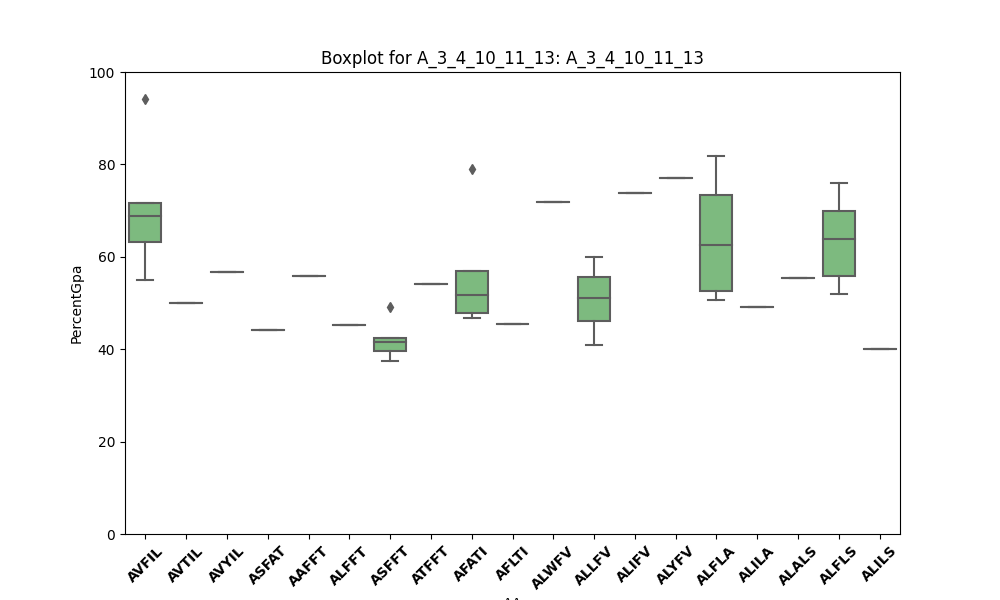 Boxplot for A_3_4_10_11_13: A_3_4_10_11_13
100
80
60
40
20
0
PercentGpa
AVFIL AVTIL AVYIL ASFAT AAFFT ALFFT ASFFT ATFFT AFATI AFLTI ALWFV ALLFV ALIFV ALYFV ALFLA ALILA ALALS ALFLS ALILS